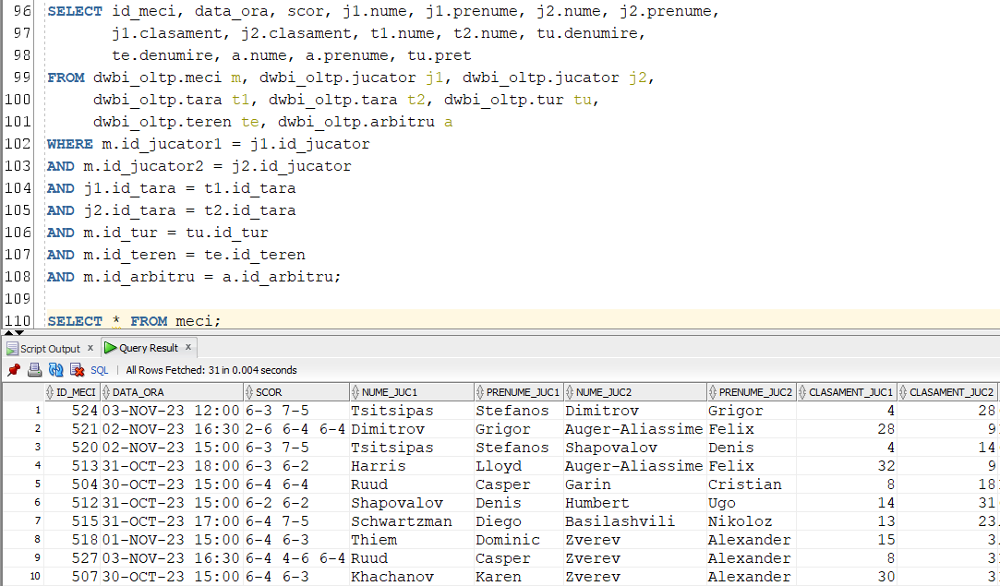 96 SELECT id_meci, data_ora, scor, j1.nume, j1.prenume, j2.nume, j2.prenume,
97 j1.clasament, j2.clasament, t1.nume, t2.nume, tu.denumire,
98 te.denumire, a.nume, a.prenume, tu.pret
99 FROM dwbi_oltp.meci m, dwbi_oltp.jucator j1, dwbi_oltp.jucator j2,
100 dwbi_oltp.tara t1, dwbi_oltp.tara t2, dwbi_oltp.tur tu,
101 dwbi_oltp.teren te, dwbi_oltp.arbitru a
102 WHERE m.id_jucator1 = j1.id_jucator
103 AND m.id_jucator2 = j2.id_jucator
104 AND j1.id_tara = t1.id_tara
105 AND j2.id_tara = t2.id_tara
106 AND m.id_tur = tu.id_tur
107 AND m.id_teren = te.id_teren
108 AND m.id_arbitru = a.id_arbitru;
109
110 SELECT * FROM meci;
Script Output x Query Result x
SQL | All Rows Fetched: 31 in 0.004 seconds
ID_MECI DATA_ORA SCOR NUME_JUC1 PRENUME_JUC1 NUME_JUC2 PRENUME_JUC2 CLASAMENT_JUC1 CLASAMENT_JUC2
1 524 03-NOV-23 12:00 6-3 7-5 Tsitsipas Stefanos Dimitrov Grigor 4 28
2 521 02-NOV-23 16:30 2-6 6-4 6-4 Dimitrov Grigor Auger-Aliassime Felix 28 9
3 520 02-NOV-23 15:00 6-3 7-5 Tsitsipas Stefanos Shapovalov Denis 4 14
4 513 31-OCT-23 18:00 6-3 6-2 Harris Lloyd Auger-Aliassime Felix 32 9
5 504 30-OCT-23 15:00 6-4 6-4 Ruud Casper Garin Cristian 8 18
6 512 31-OCT-23 15:00 6-2 6-2 Shapovalov Denis Humbert Ugo 14 31
7 515 31-OCT-23 17:00 6-4 7-5 Schwartzman Diego Basilashvili Nikoloz 13 23
8 518 01-NOV-23 15:00 6-4 6-3 Thiem Dominic Zverev Alexander 15 3
9 527 03-NOV-23 16:30 6-4 4-6 6-4 Ruud Casper Zverev Alexander 8 3
10 507 30-OCT-23 15:00 6-4 6-3 Khachanov Karen Zverev Alexander 30 3